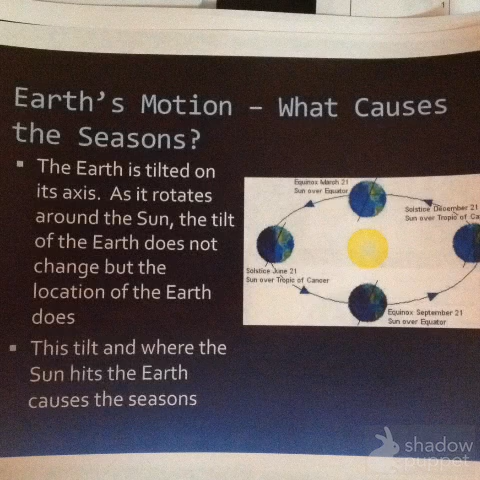 Earth's Motion – What Causes
the Seasons?
▪ The Earth is tilted on
its axis. As it rotates
around the Sun, the tilt
of the Earth does not
change but the
location of the Earth
does
▪ This tilt and where the
Sun hits the Earth
causes the seasons
Equinox March 21
Sun over Equator
Solstice December 21
Sun over Tropic of Ca
Solstice June 21
Sun over Tropic of Cancer
Equinox September 21
Sun over Equator
shadow
puppet
1